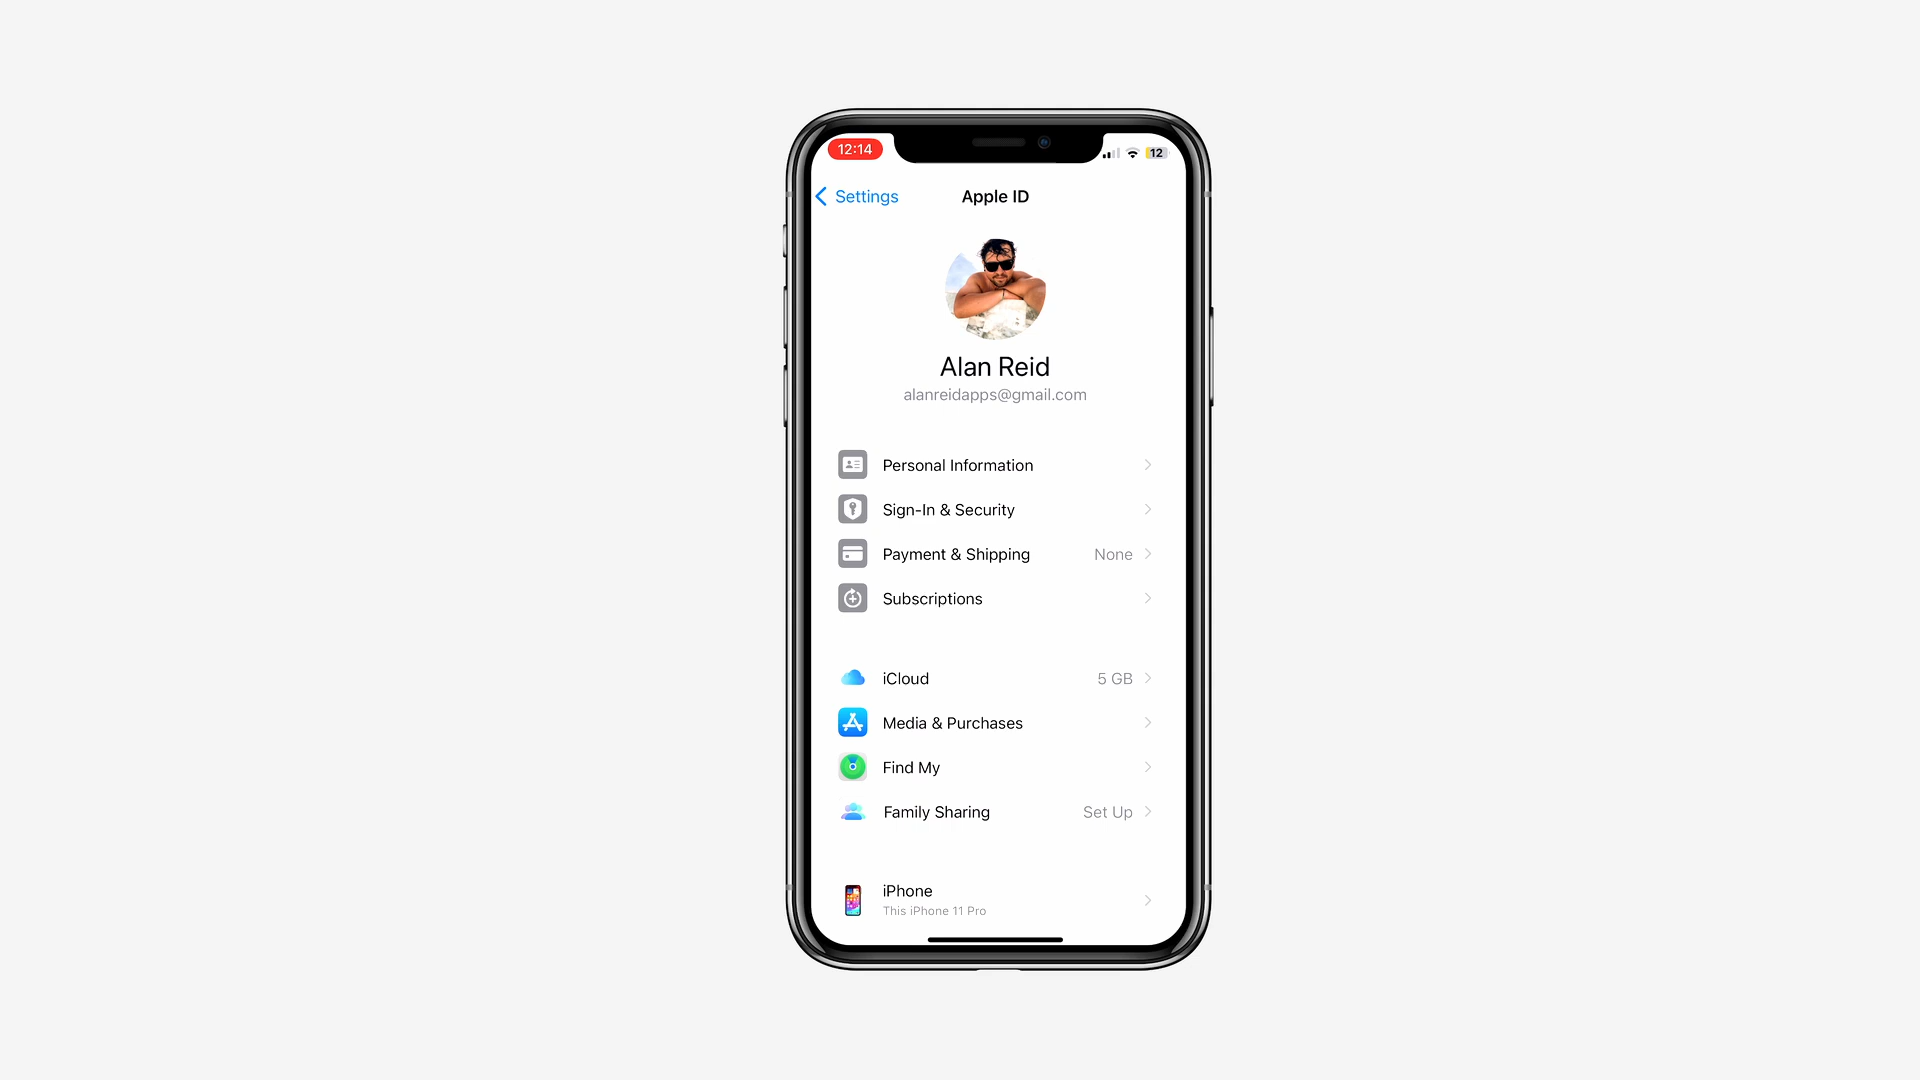 12:14
12
Settings
Apple ID
Alan Reid
alanreidapps@gmail.com
Personal Information
Sign-In & Security
Payment & Shipping None
Subscriptions
iCloud 5 GB
Media & Purchases
Find My
Family Sharing Set Up
iPhone
This iPhone 11 Pro